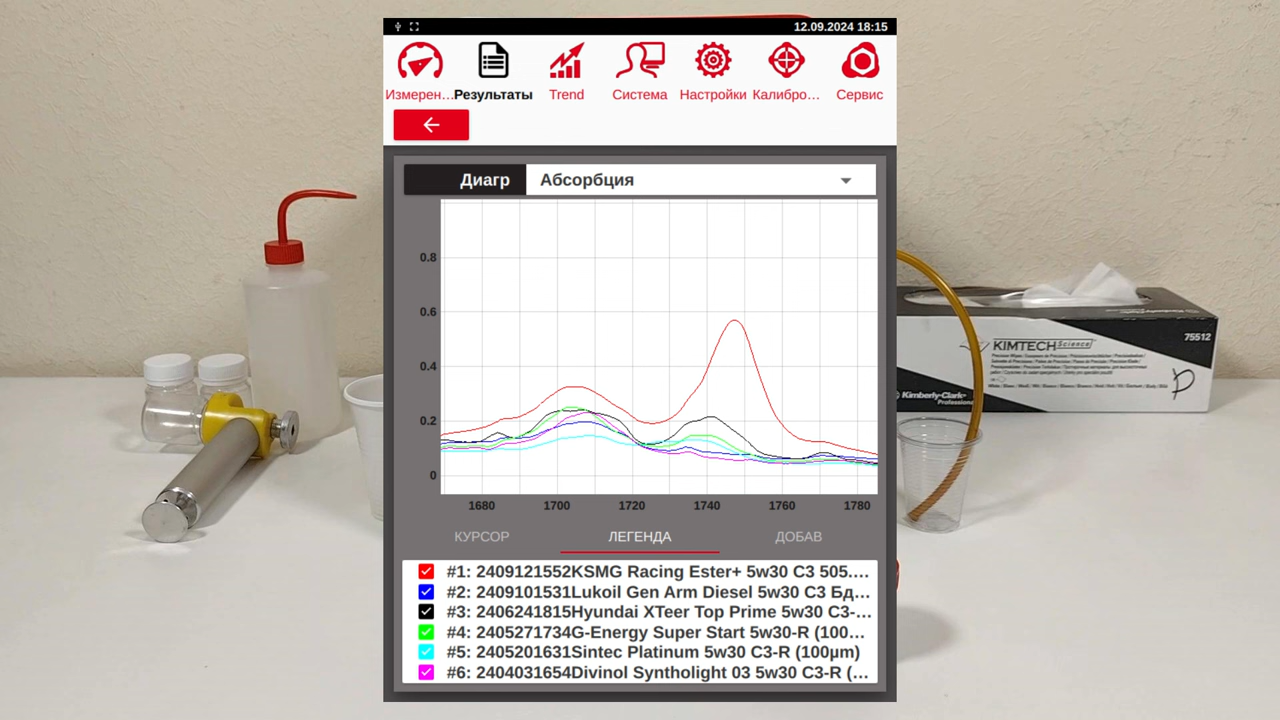 12.09.2024 18:15
Измерен... Результаты Trend Система Настройки Калибро... Сервис
Диагр Абсорбция
0.8
0.6
0.4
0.2
0
1680 1700 1720 1740 1760 1780
КУРСОР ЛЕГЕНДА ДОБАВ
#1: 2409121552KSMG Racing Ester+ 5w30 C3 505....
#2: 2409101531Lukoil Gen Arm Diesel 5w30 C3 Бд...
#3: 2406241815Hyundai XTeer Top Prime 5w30 C3-...
#4: 2405271734G-Energy Super Start 5w30-R (100...
#5: 2405201631Sintec Platinum 5w30 C3-R (100µm)
#6: 2404031654Divinol Syntholight 03 5w30 C3-R (...
75512
KIMTECH Science
Kimberly-Clark
Professional